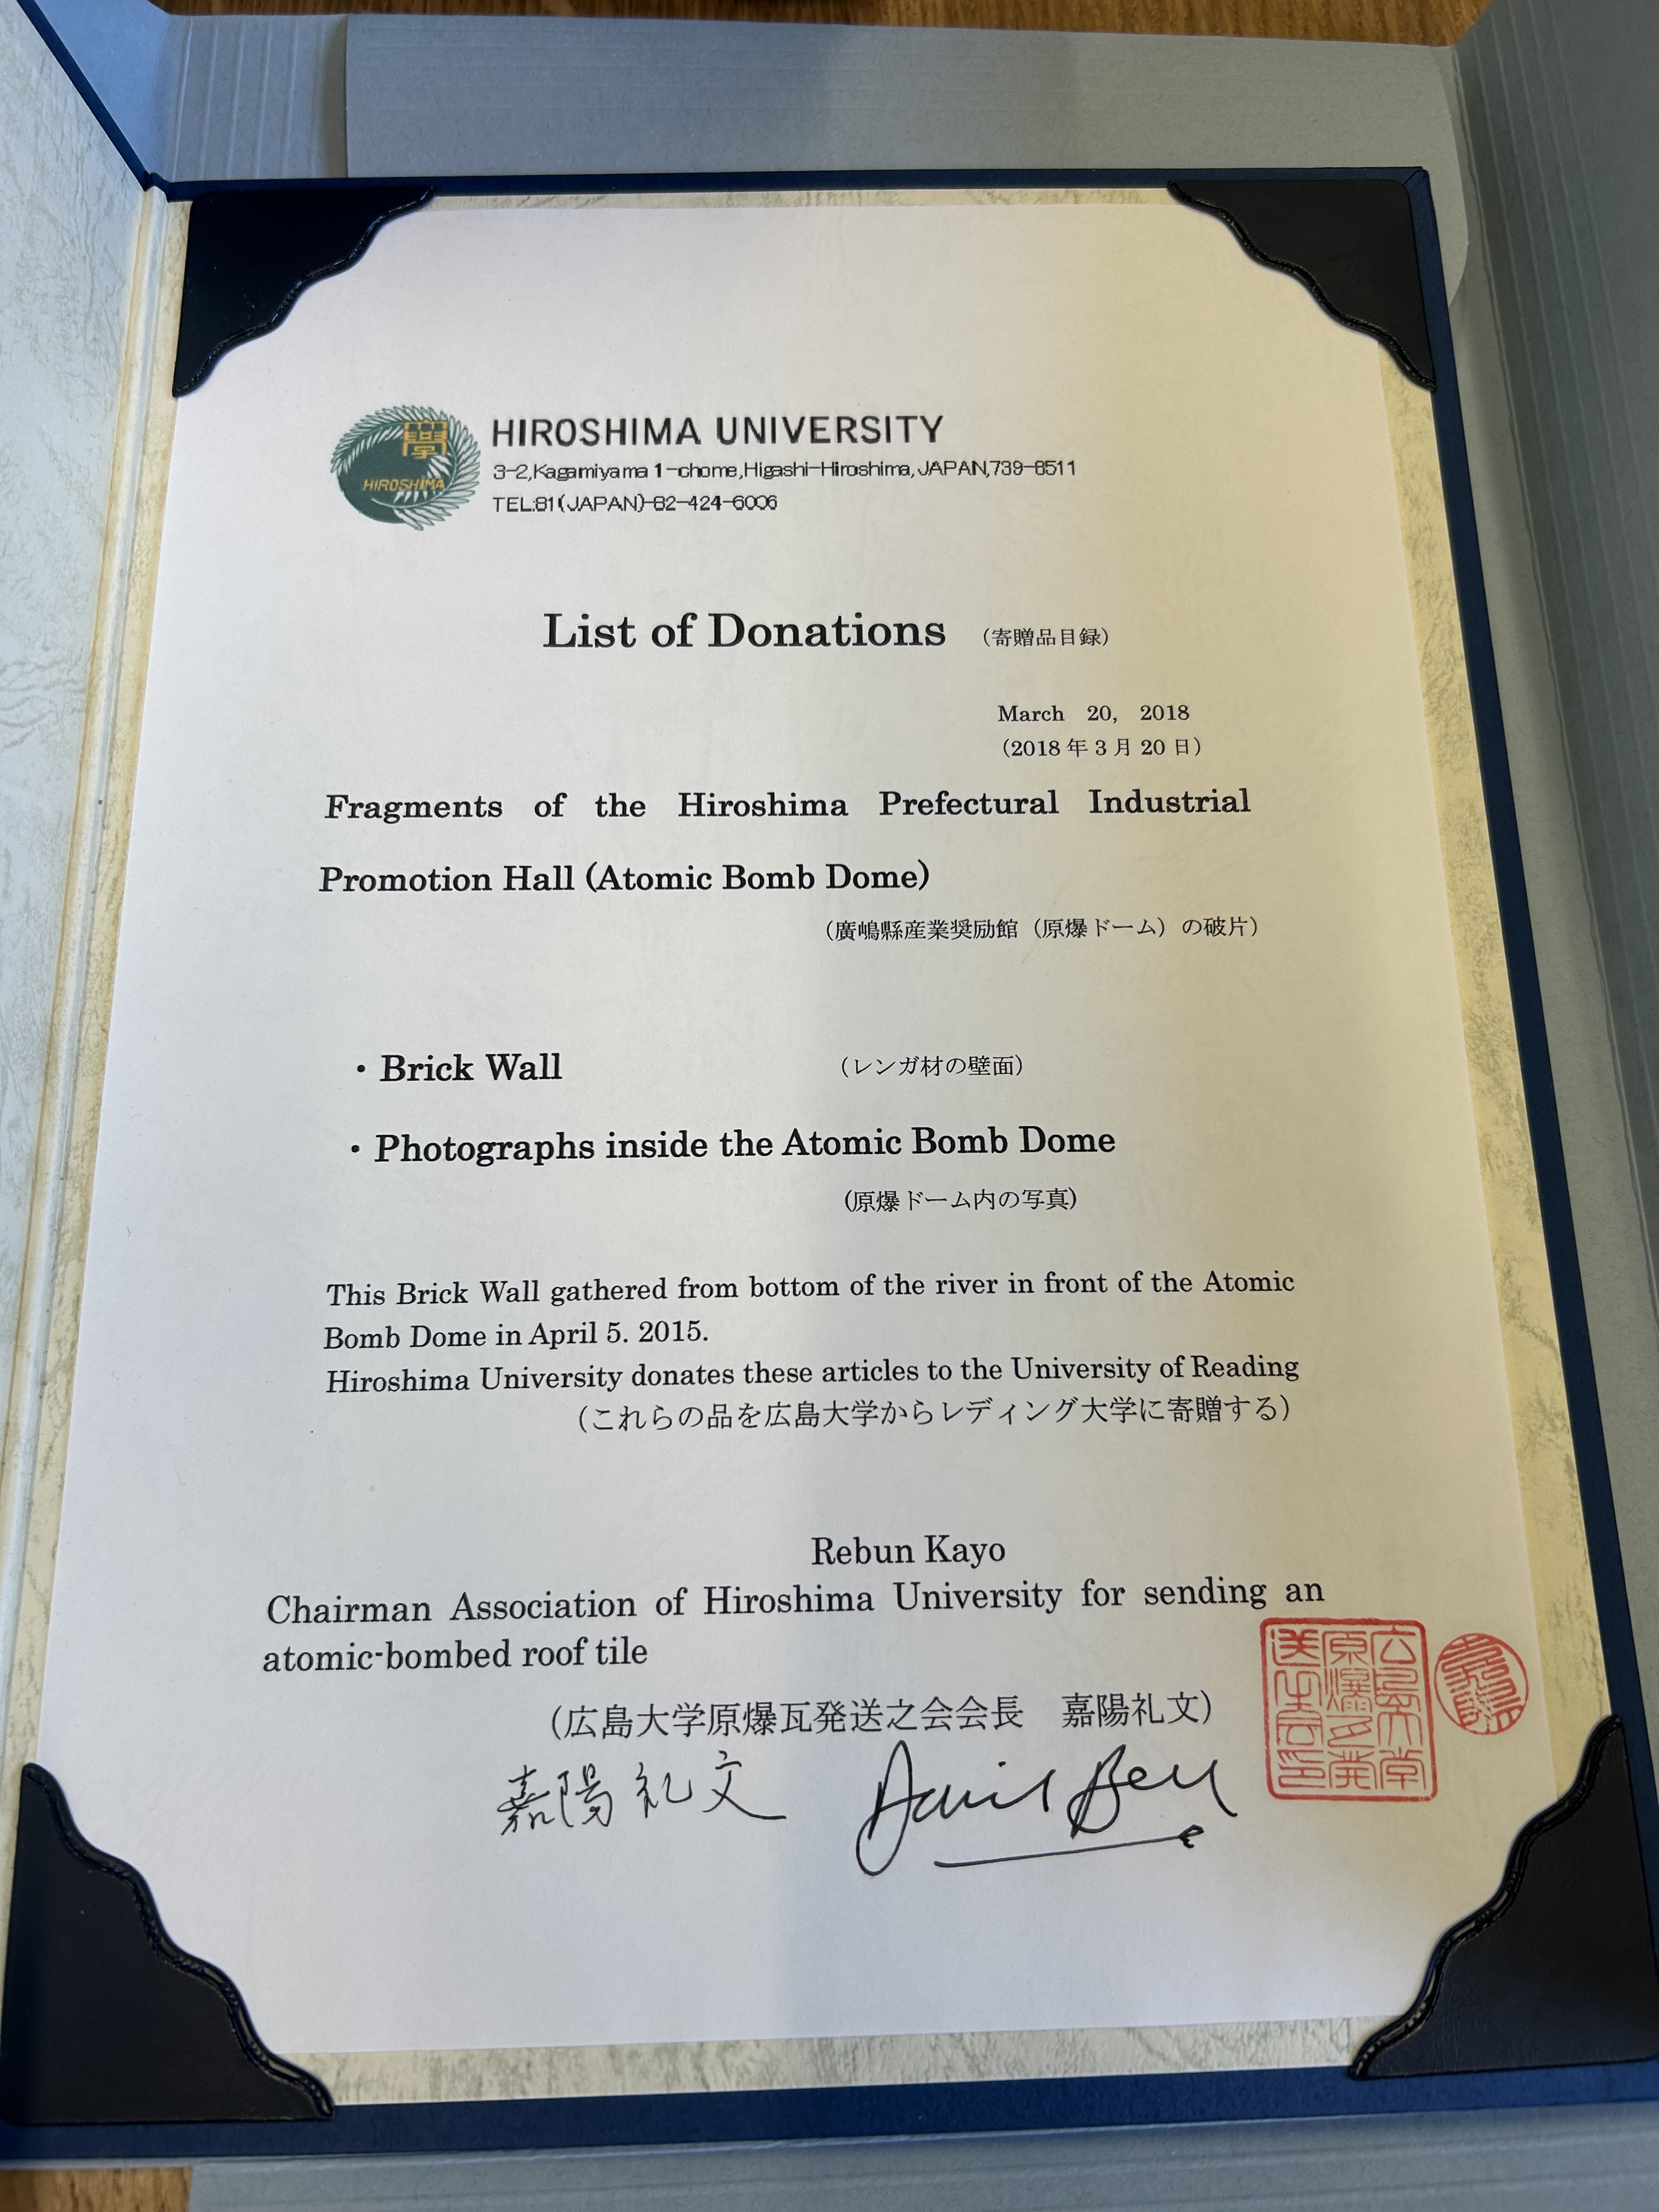 學
HIROSHIMA
HIROSHIMA UNIVERSITY
3-2,Kagamiyama 1-chome,Higashi-Hiroshima,JAPAN,739-8511
TEL:81(JAPAN)-82-424-6006
List of Donations （寄贈品目録）
March 20, 2018
（2018 年 3 月 20 日）
Fragments of the Hiroshima Prefectural Industrial
Promotion Hall (Atomic Bomb Dome)
（廣嶋縣産業奨励館（原爆ドーム）の破片）
・Brick Wall （レンガ材の壁面）
・Photographs inside the Atomic Bomb Dome
(原爆ドーム内の写真)
This Brick Wall gathered from bottom of the river in front of the Atomic
Bomb Dome in April 5. 2015.
Hiroshima University donates these articles to the University of Reading
（これらの品を広島大学からレディング大学に寄贈する）
Rebun Kayo
Chairman Association of Hiroshima University for sending an
atomic-bombed roof tile
（広島大学原爆瓦発送之会会長 嘉陽礼文）
嘉陽礼文 David Bell